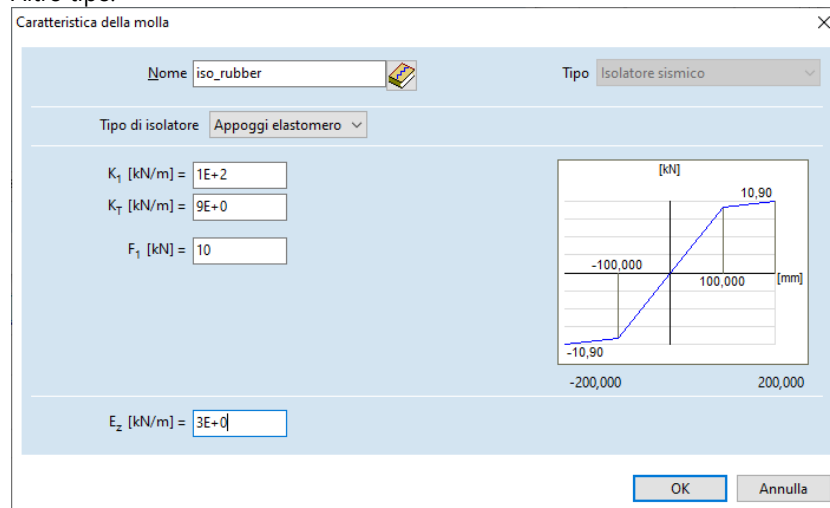 Caratteristica della molla
Nome iso_rubber
Tipo Isolatore sismico
Tipo di isolatore Appoggi elastomero
K1 [kN/m] = 1E+2
KT [kN/m] = 9E+0
F1 [kN] = 10
[kN]
10,90
-100,000
100,000
[mm]
-10,90
-200,000
200,000
Ez [kN/m] = 3E+0
OK
Annulla